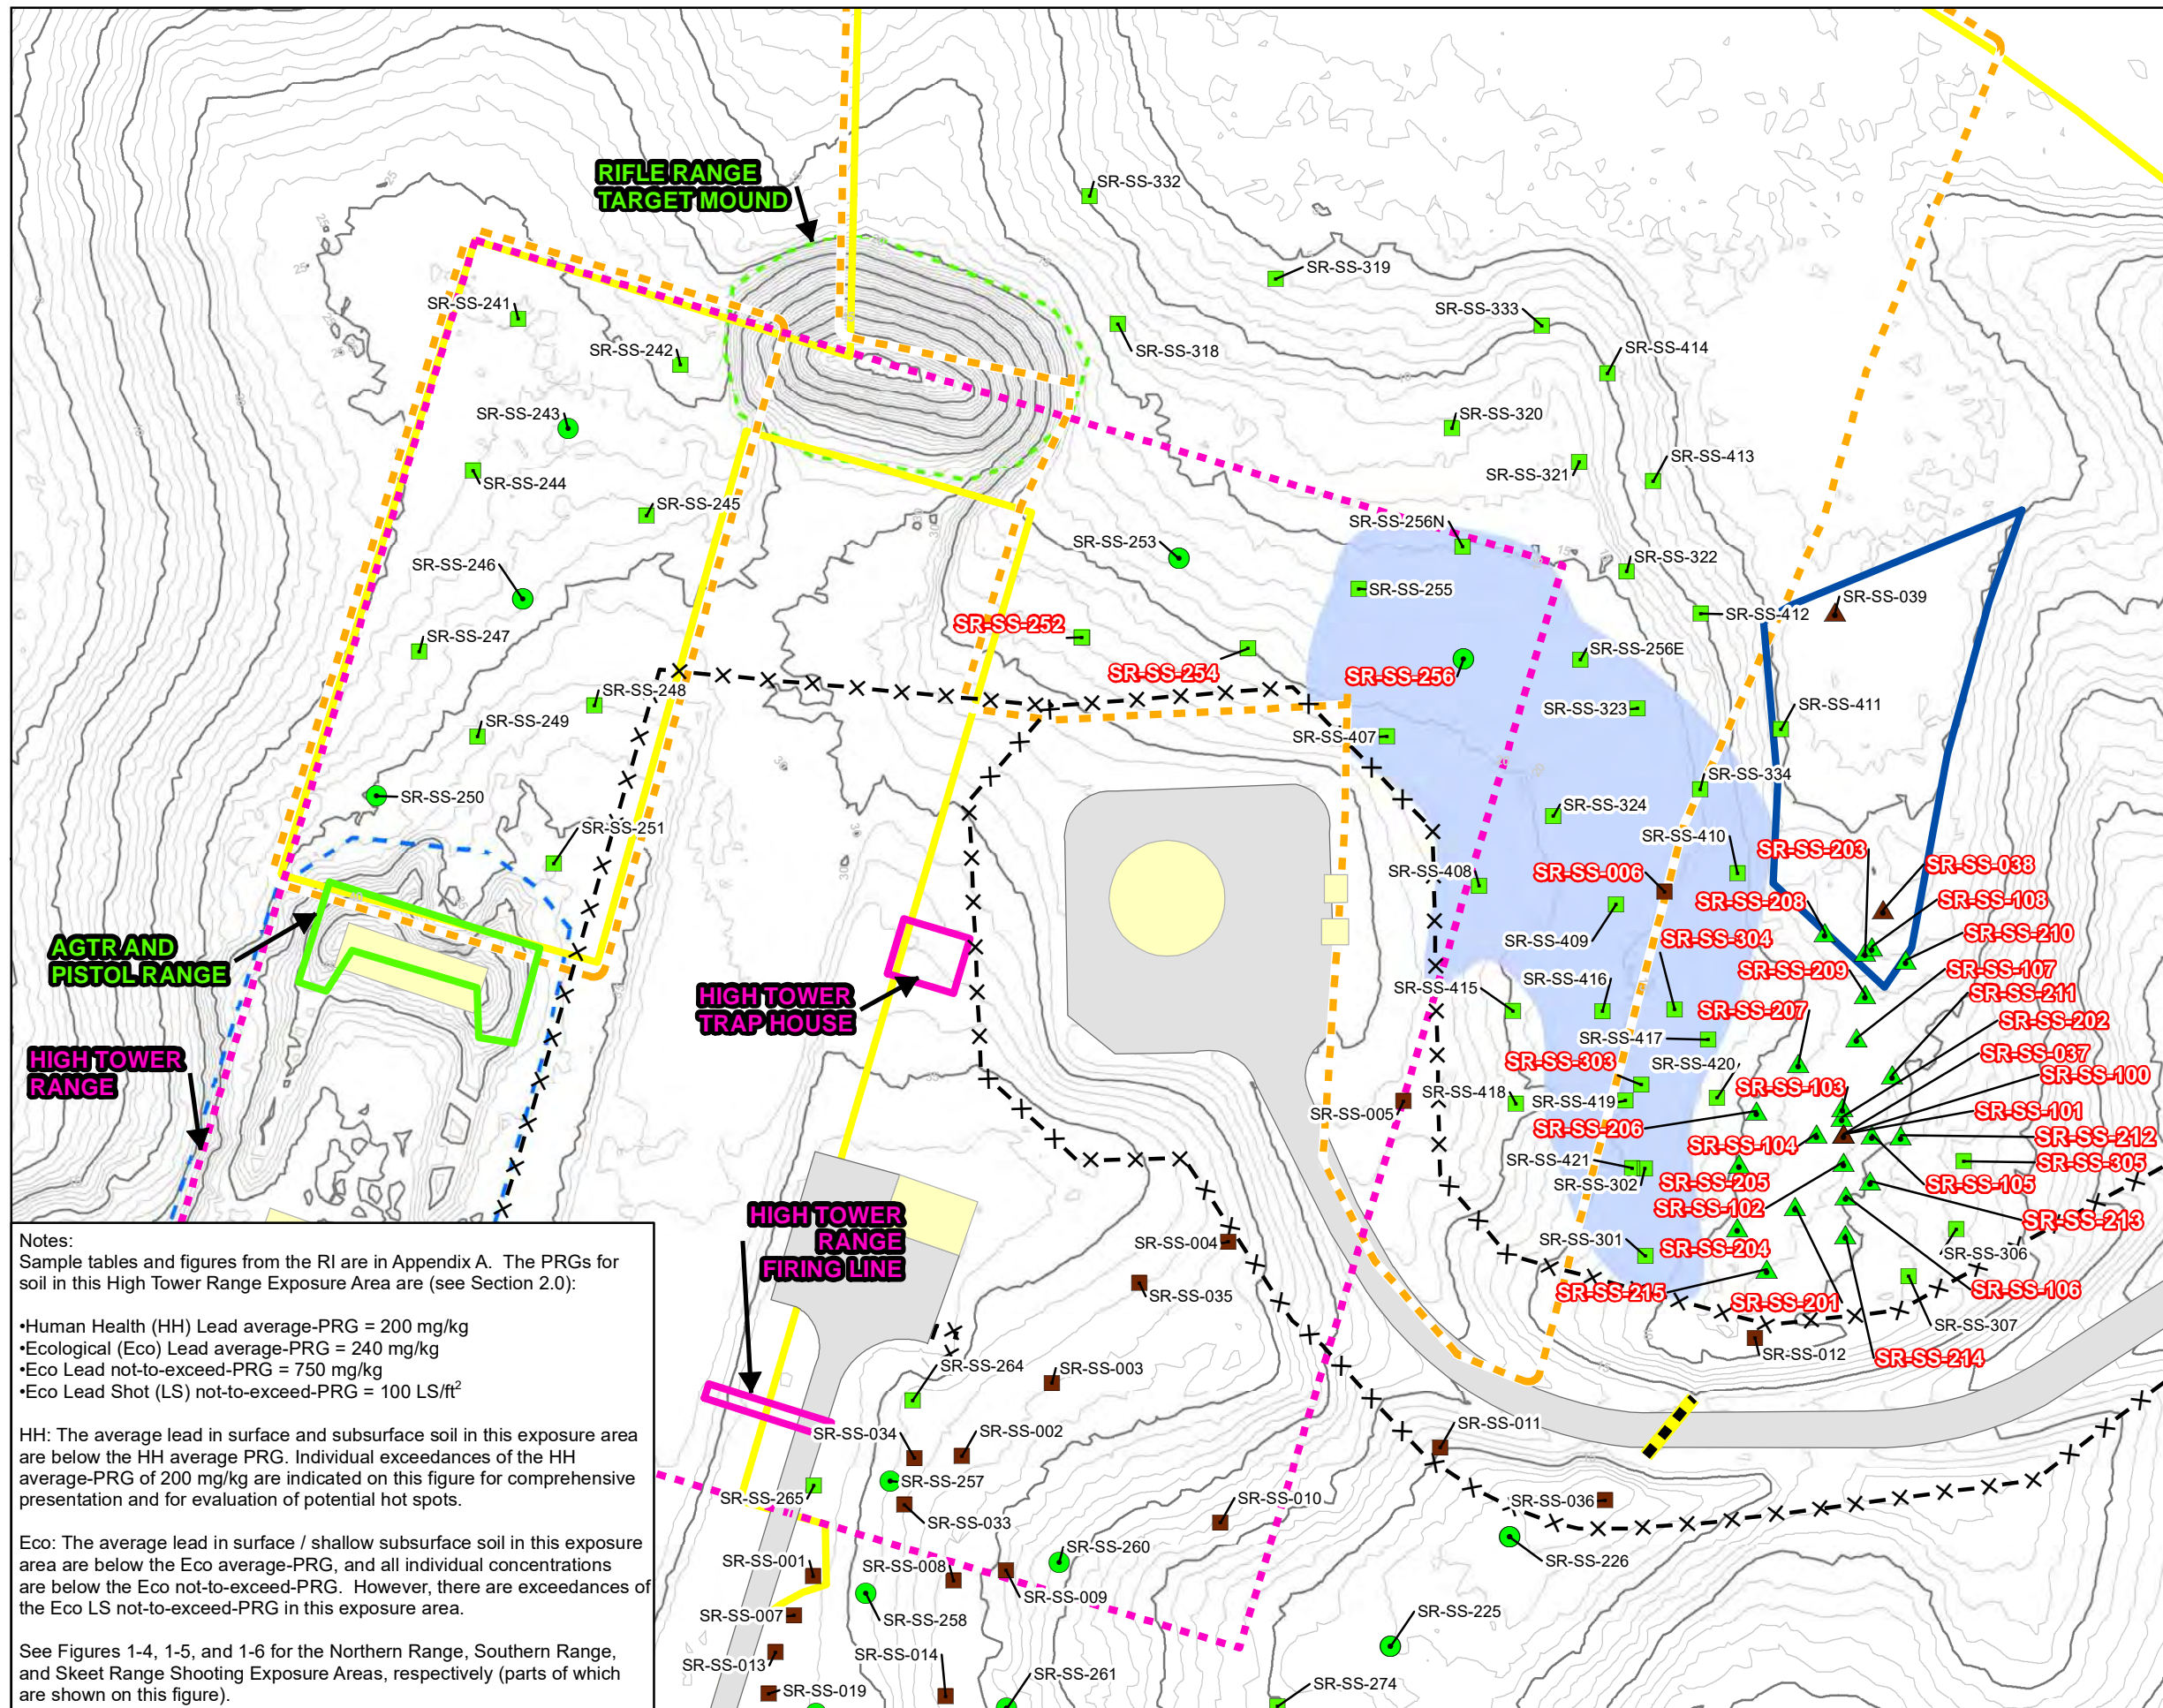 RIFLE RANGE
TARGET MOUND
SR-SS-332
SR-SS-319
SR-SS-241
SR-SS-333
SR-SS-318
SR-SS-242
SR-SS-414
SR-SS-243
SR-SS-320
SR-SS-413
SR-SS-321
SR-SS-244
SR-SS-245
SR-SS-256N
SR-SS-253
SR-SS-322
SR-SS-246
SR-SS-255
SR-SS-039
SR-SS-412
SR-SS-252
SR-SS-247
SR-SS-256E
SR-SS-254
SR-SS-256
SR-SS-248
SR-SS-411
SR-SS-323
SR-SS-249
SR-SS-407
SR-SS-334
SR-SS-250
SR-SS-324
SR-SS-251
SR-SS-410
SR-SS-203
SR-SS-038
SR-SS-408
SR-SS-006
SR-SS-108
SR-SS-208
SR-SS-210
SR-SS-409
SR-SS-304
AGTR AND
PISTOL RANGE
SR-SS-209
SR-SS-107
SR-SS-416
SR-SS-415
SR-SS-211
HIGH TOWER
TRAP HOUSE
SR-SS-207
SR-SS-202
SR-SS-417
SR-SS-037
HIGH TOWER
RANGE
SR-SS-303
SR-SS-420
SR-SS-100
SR-SS-103
SR-SS-418
SR-SS-419
SR-SS-005
SR-SS-101
SR-SS-206
SR-SS-104
SR-SS-212
SR-SS-421
SR-SS-305
SR-SS-302
SR-SS-205
SR-SS-105
SR-SS-102
HIGH TOWER
RANGE
FIRING LINE
SR-SS-213
SR-SS-004
SR-SS-301
SR-SS-204
SR-SS-306
SR-SS-035
SR-SS-215
SR-SS-201
SR-SS-106
SR-SS-307
SR-SS-012
SR-SS-214
SR-SS-264
SR-SS-003
SR-SS-034
SR-SS-002
SR-SS-011
SR-SS-257
SR-SS-265
SR-SS-010
SR-SS-036
SR-SS-033
SR-SS-260
SR-SS-001
SR-SS-008
SR-SS-226
SR-SS-009
SR-SS-007
SR-SS-258
SR-SS-225
SR-SS-013
SR-SS-014
SR-SS-261
SR-SS-274
SR-SS-019
Notes:
Sample tables and figures from the RI are in Appendix A. The PRGs for
soil in this High Tower Range Exposure Area are (see Section 2.0):
•Human Health (HH) Lead average-PRG = 200 mg/kg
•Ecological (Eco) Lead average-PRG = 240 mg/kg
•Eco Lead not-to-exceed-PRG = 750 mg/kg
•Eco Lead Shot (LS) not-to-exceed-PRG = 100 LS/ft²
HH: The average lead in surface and subsurface soil in this exposure area
are below the HH average PRG. Individual exceedances of the HH
average-PRG of 200 mg/kg are indicated on this figure for comprehensive
presentation and for evaluation of potential hot spots.
Eco: The average lead in surface / shallow subsurface soil in this exposure
area are below the Eco average-PRG, and all individual concentrations
are below the Eco not-to-exceed-PRG. However, there are exceedances of
the Eco LS not-to-exceed-PRG in this exposure area.
See Figures 1-4, 1-5, and 1-6 for the Northern Range, Southern Range,
and Skeet Range Shooting Exposure Areas, respectively (parts of which
are shown on this figure).